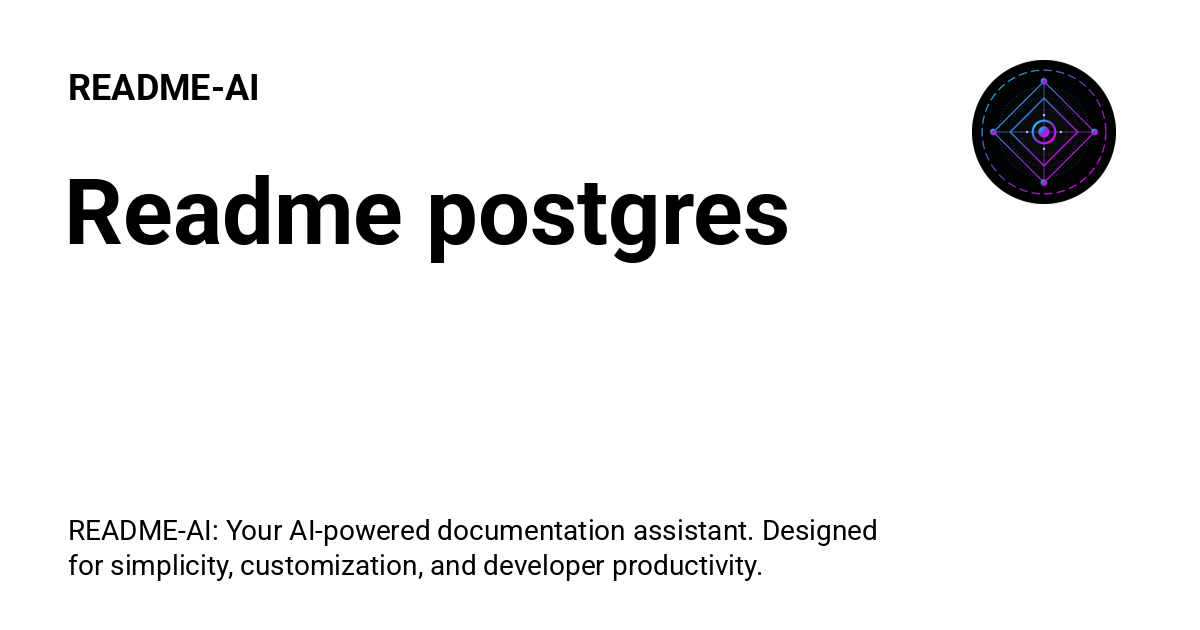 README-AI
Readme postgres
README-AI: Your AI-powered documentation assistant. Designed
for simplicity, customization, and developer productivity.